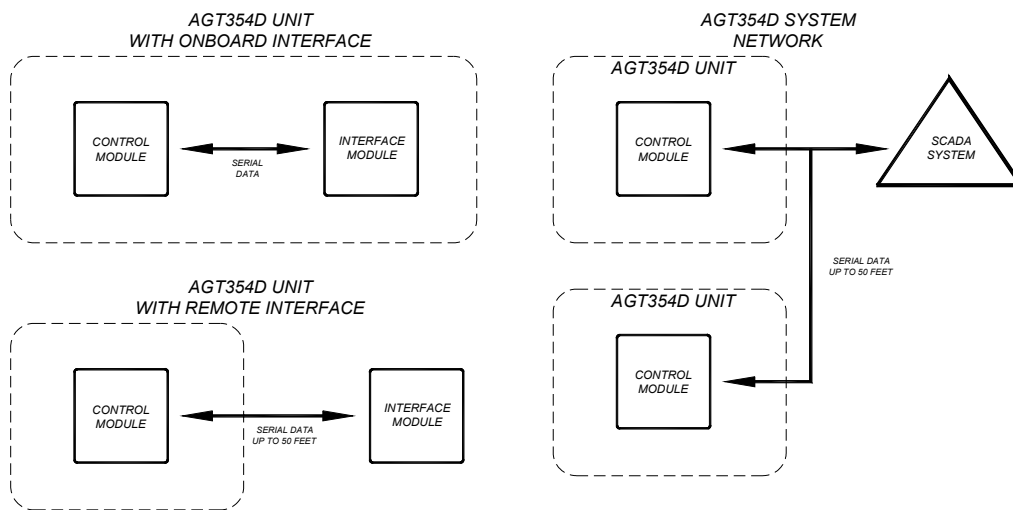 AGT354D UNIT
WITH ONBOARD INTERFACE
CONTROL
MODULE
SERIAL
DATA
INTERFACE
MODULE
AGT354D UNIT
WITH REMOTE INTERFACE
CONTROL
MODULE
SERIAL DATA
UP TO 50 FEET
INTERFACE
MODULE
AGT354D SYSTEM
NETWORK
AGT354D UNIT
CONTROL
MODULE
SCADA
SYSTEM
SERIAL DATA
UP TO 50 FEET
AGT354D UNIT
CONTROL
MODULE